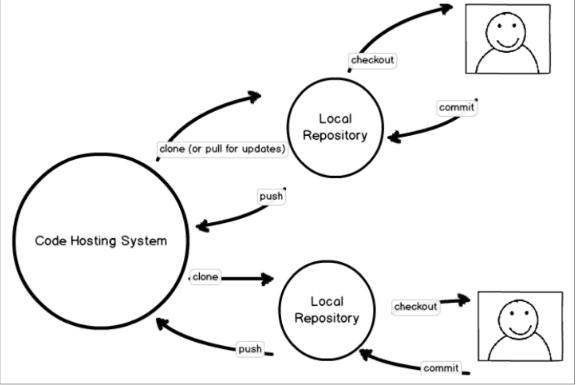 checkout
commit
Local
Repository
clone (or pull for updates)
push
Code Hosting System
clone
Local
Repository
checkout
push
commit